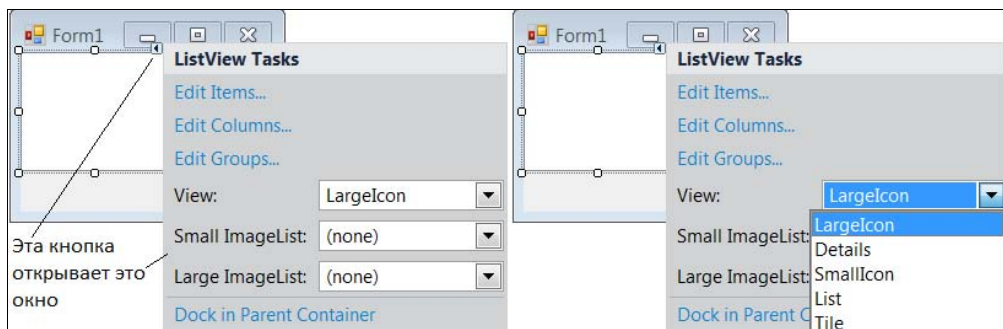 Form1
ListView Tasks
Edit Items...
Edit Columns...
Edit Groups...
View: LargeIcon
Small ImageList: (none)
Large ImageList: (none)
Dock in Parent Container
Эта кнопка
открывает это
окно
Form1
ListView Tasks
Edit Items...
Edit Columns...
Edit Groups...
View: LargeIcon
Small ImageList:
Large ImageList:
Dock in Parent C
LargeIcon
Details
SmallIcon
List
Tile